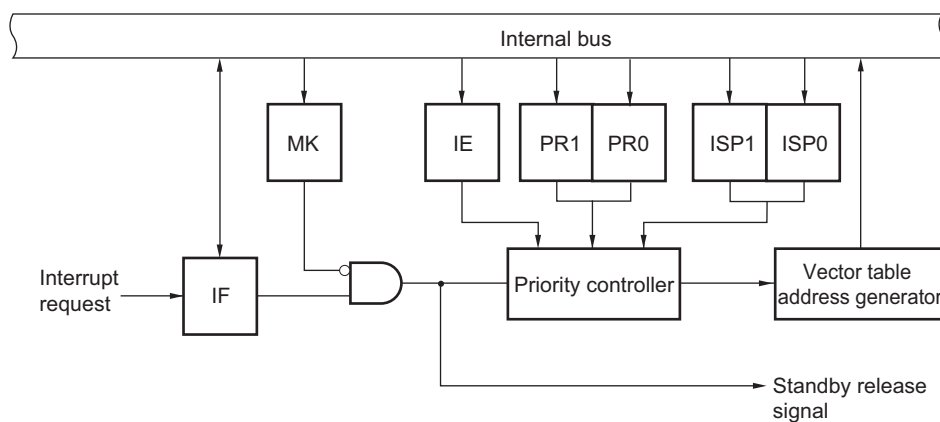 Internal bus
MK
IE
PR1
PR0
ISP1
ISP0
Interrupt
request
IF
Priority controller
Vector table
address generator
Standby release
signal